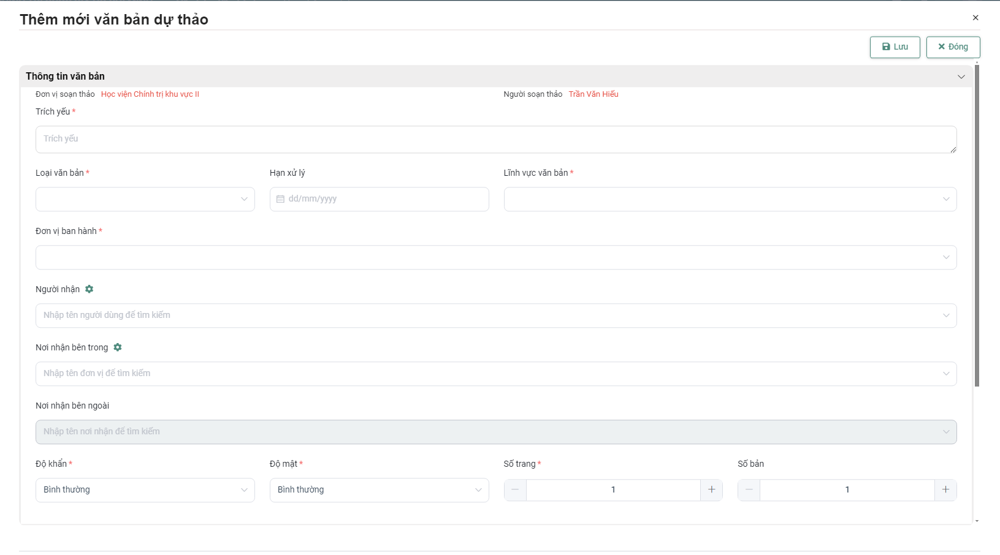 Thêm mới văn bản dự thảo
Lưu Đóng
Thông tin văn bản
Đơn vị soạn thảo Học viện Chính trị khu vực II Người soạn thảo Trần Văn Hiếu
Trích yếu *
Trích yếu
Loại văn bản * Hạn xử lý Lĩnh vực văn bản *
dd/mm/yyyy
Đơn vị ban hành *
Người nhận
Nhập tên người dùng để tìm kiếm
Nơi nhận bên trong
Nhập tên đơn vị để tìm kiếm
Nơi nhận bên ngoài
Nhập tên nơi nhận để tìm kiếm
Độ khẩn * Độ mật * Số trang * Số bản
Bình thường Bình thường 1 1